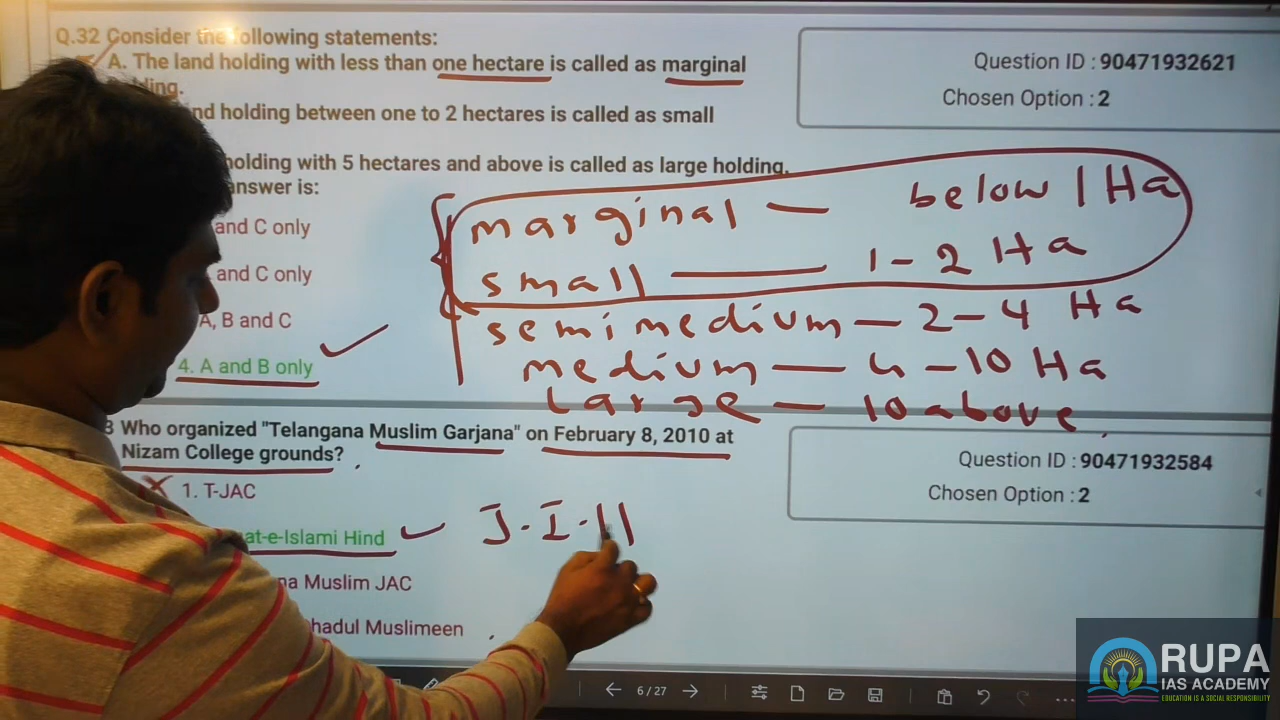 Q.32 Consider the following statements:
A. The land holding with less than one hectare is called as marginal
Question ID : 90471932621
Chosen Option : 2
holding between one to 2 hectares is called as small
holding with 5 hectares and above is called as large holding.
answer is:
and C only
and C only
A, B and C
4. A and B only
marginal — below 1 Ha
small — 1-2 Ha
semimedium — 2-4 Ha
medium — 4-10 Ha
Large — 10 above
Who organized "Telangana Muslim Garjana" on February 8, 2010 at
Nizam College grounds?
Question ID : 90471932584
Chosen Option : 2
1. T-JAC
at-e-Islami Hind
J.I.
Muslim JAC
Muslimeen
6 / 27
RUPA
IAS ACADEMY
EDUCATION IS A SOCIAL RESPONSIBILITY